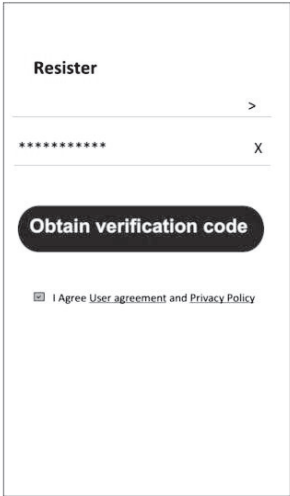 Resister
>
*********** X
Obtain verification code
I Agree User agreement and Privacy Policy